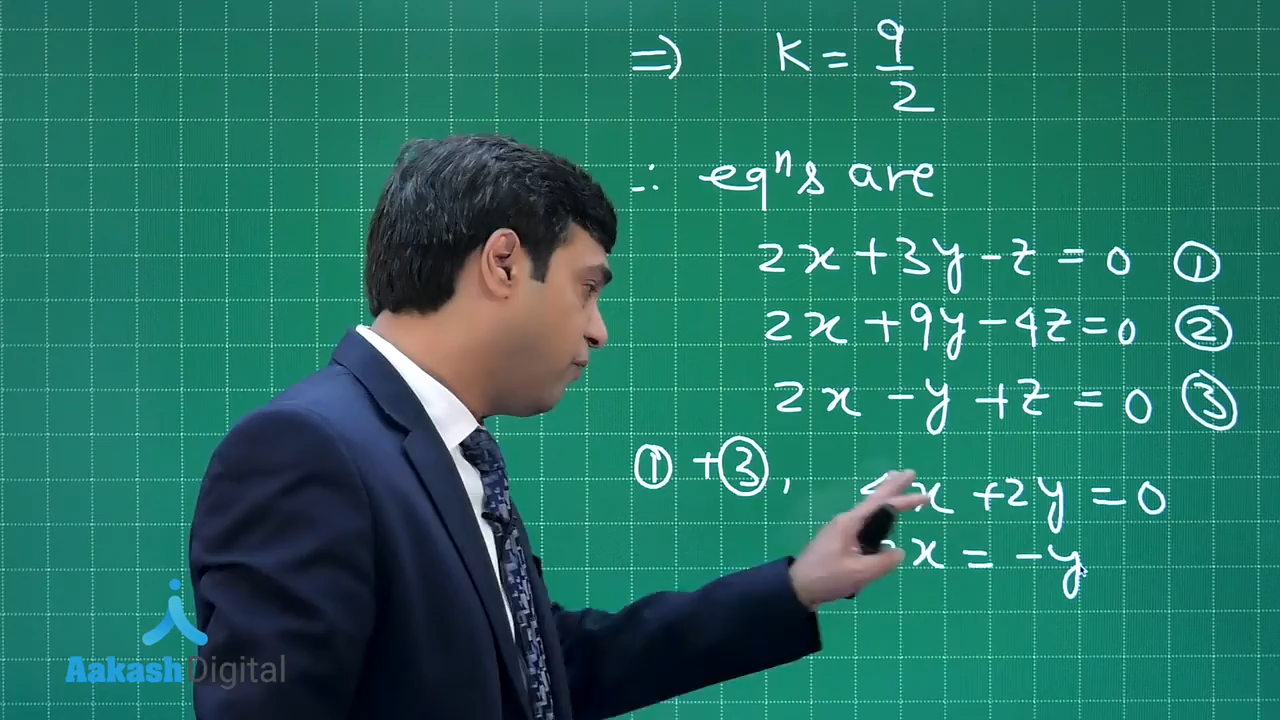 ⇒ K = 9/2
∴ eqⁿs are
2x + 3y - z = 0 ①
2x + 9y - 4z = 0 ②
2x - y + z = 0 ③
① + ③, x + 2y = 0
x = -y
Aakash Digital